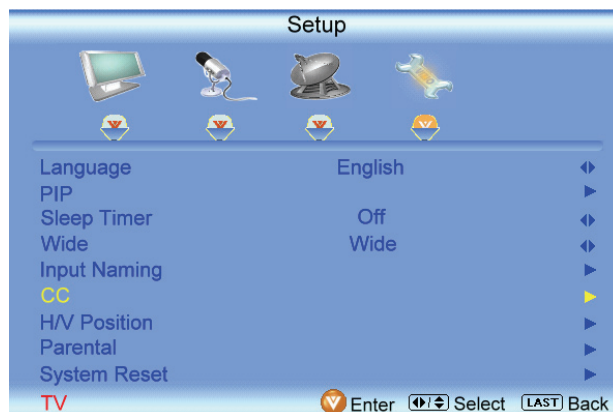 Setup
Language English
PIP
Sleep Timer Off
Wide Wide
Input Naming
CC
H/V Position
Parental
System Reset
TV Enter Select LAST Back